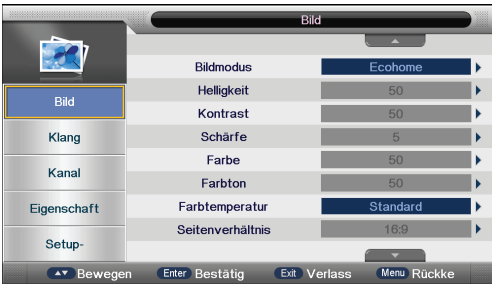 Bild
Bildmodus Ecohome
Helligkeit 50
Kontrast 50
Schärfe 5
Farbe 50
Farbton 50
Farbtemperatur Standard
Seitenverhältnis 16:9
Bild
Klang
Kanal
Eigenschaft
Setup-
Bewegen Enter Bestätig Exit Verlass Menu Rückke